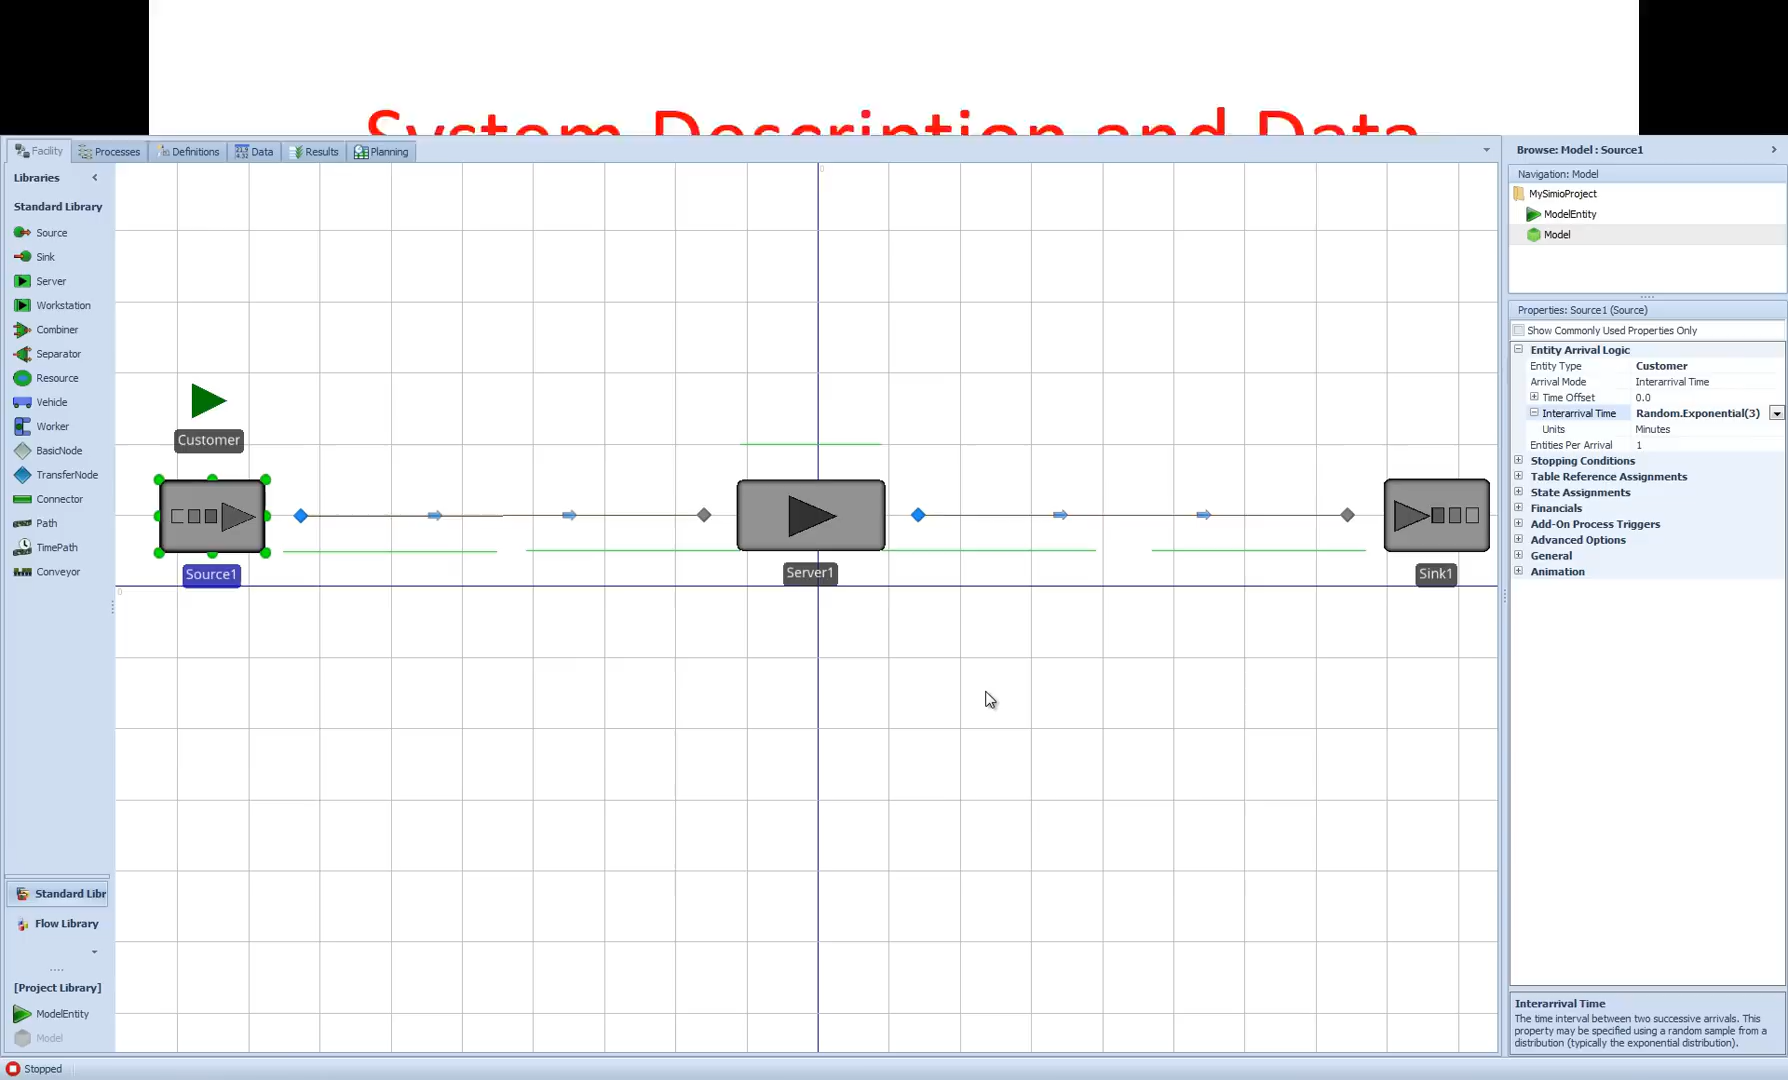 System Description and Data
Facility
Processes
Definitions
Data
Results
Planning
Libraries
Standard Library
Source
Sink
Server
Workstation
Combiner
Separator
Resource
Vehicle
Worker
BasicNode
TransferNode
Connector
Path
TimePath
Conveyor
Standard Libr
Flow Library
[Project Library]
ModelEntity
Model
Stopped
0
0
Customer
Source1
Server1
Sink1
Browse: Model : Source1
Navigation: Model
MySimioProject
ModelEntity
Model
Properties: Source1 (Source)
Show Commonly Used Properties Only
Entity Arrival Logic
Entity Type Customer
Arrival Mode Interarrival Time
Time Offset 0.0
Interarrival Time Random.Exponential(3)
Units Minutes
Entities Per Arrival 1
Stopping Conditions
Table Reference Assignments
State Assignments
Financials
Add-On Process Triggers
Advanced Options
General
Animation
Interarrival Time
The time interval between two successive arrivals. This
property may be specified using a random sample from a
distribution (typically the exponential distribution).